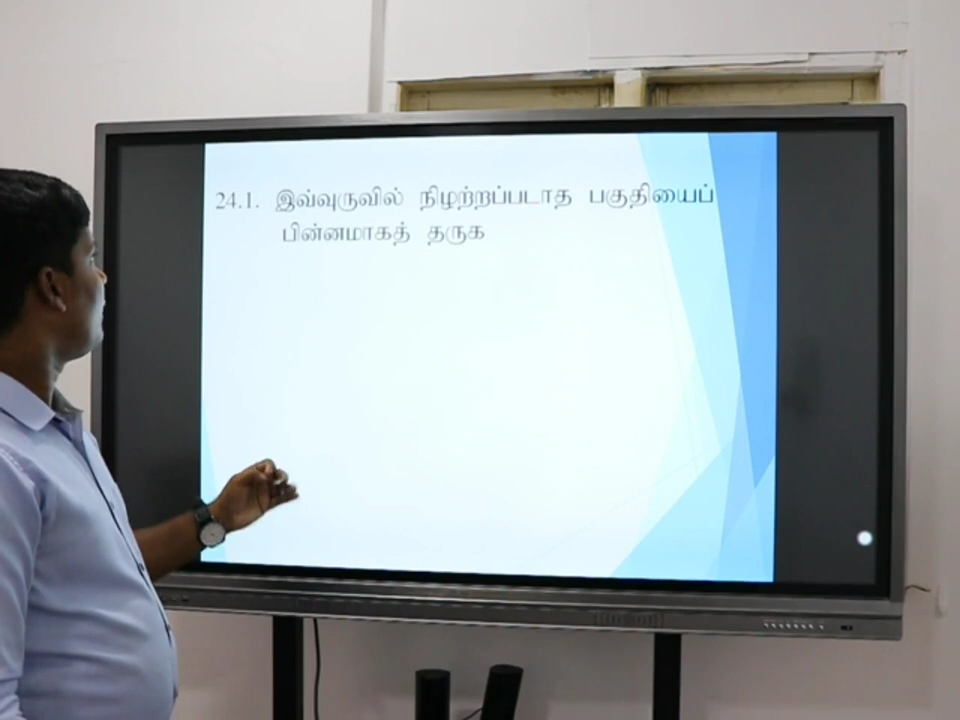 24.1. இவ்வுருவில் நிழற்றப்படாத பகுதியைப்
பின்னமாகத் தருக